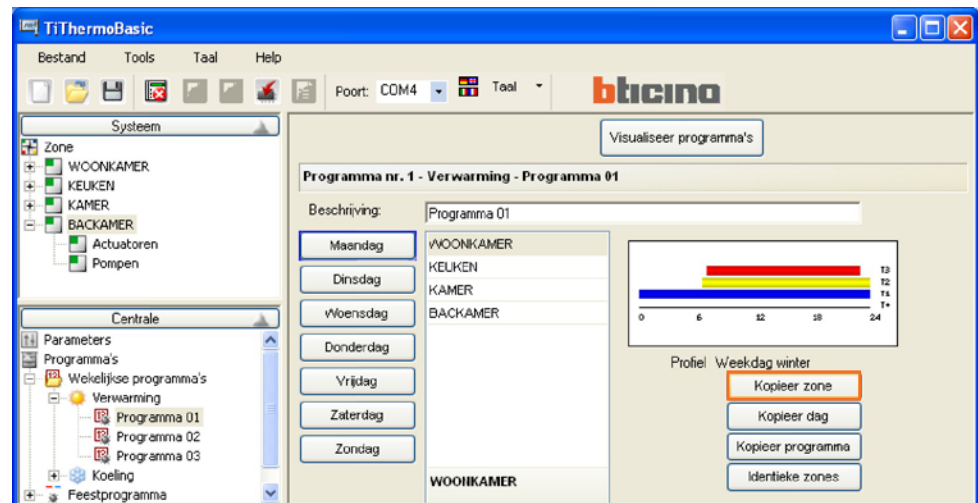 TiThermoBasic
Bestand Tools Taal Help
Poort: COM4 Taal bticino
Systeem
Zone
WOONKAMER
KEUKEN
KAMER
BACKAMER
Actuatoren
Pompen
Centrale
Parameters
Programma's
Wekelijkse programma's
Verwarming
Programma 01
Programma 02
Programma 03
Koeling
Feestprogramma
Visualiseer programma's
Programma nr. 1 - Verwarming - Programma 01
Beschrijving: Programma 01
Maandag
Dinsdag
Woensdag
Donderdag
Vrijdag
Zaterdag
Zondag
WOONKAMER
KEUKEN
KAMER
BACKAMER
WOONKAMER
T3
T2
T1
T*
0 6 12 18 24
Profiel Weekdag winter
Kopieer zone
Kopieer dag
Kopieer programma
Identieke zones